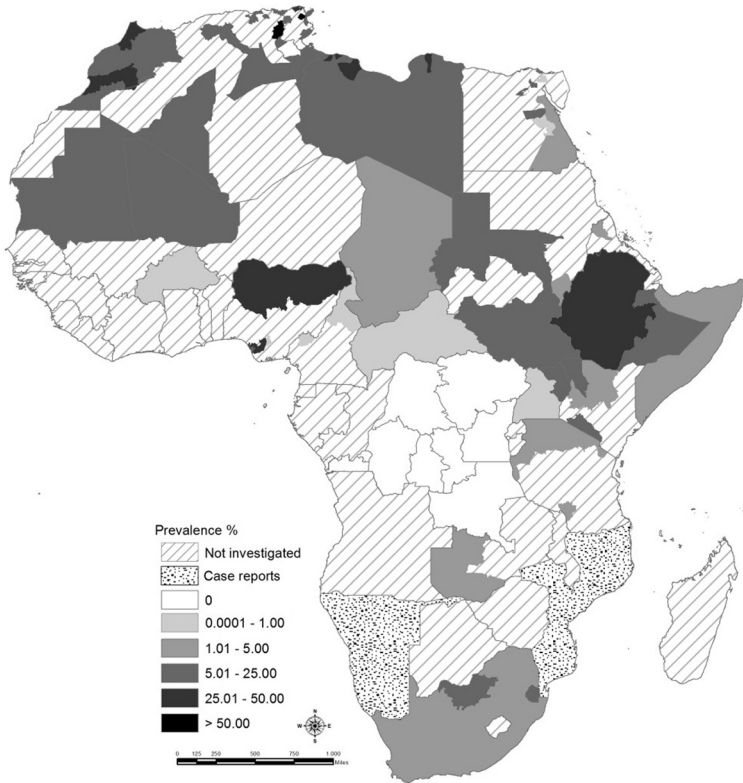 Prevalence %
Not investigated
Case reports
0
0.0001 - 1.00
1.01 - 5.00
5.01 - 25.00
25.01 - 50.00
> 50.00
N
W E
S
0 125 250 500 750 1.000
Miles